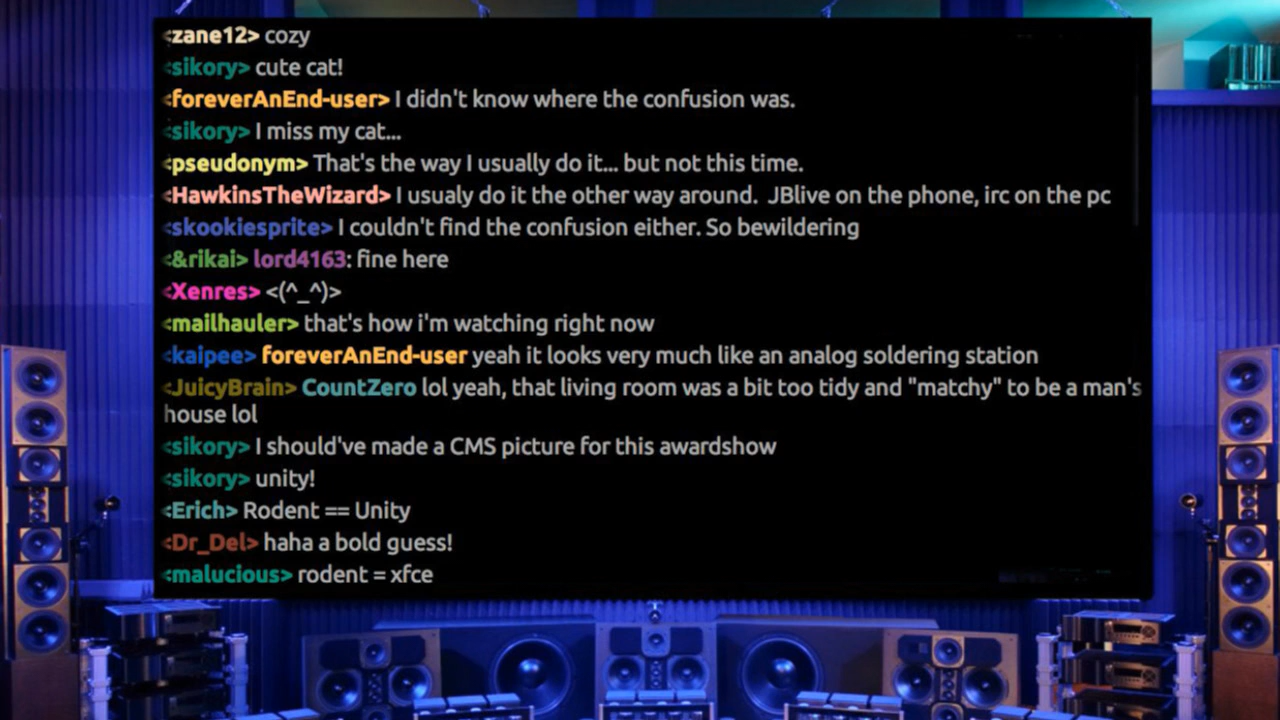 <zane12> cozy
<sikory> cute cat!
<foreverAnEnd-user> I didn't know where the confusion was.
<sikory> I miss my cat...
<pseudonym> That's the way I usually do it... but not this time.
<HawkinsTheWizard> I usualy do it the other way around.  JBlive on the phone, irc on the pc
<skookiesprite> I couldn't find the confusion either. So bewildering
<&rikai> lord4163: fine here
<Xenres> <(^_^)>
<mailhauler> that's how i'm watching right now
<kaipee> foreverAnEnd-user yeah it looks very much like an analog soldering station
<JuicyBrain> CountZero lol yeah, that living room was a bit too tidy and "matchy" to be a man's
house lol
<sikory> I should've made a CMS picture for this awardshow
<sikory> unity!
<Erich> Rodent == Unity
<Dr_Del> haha a bold guess!
<malucious> rodent = xfce